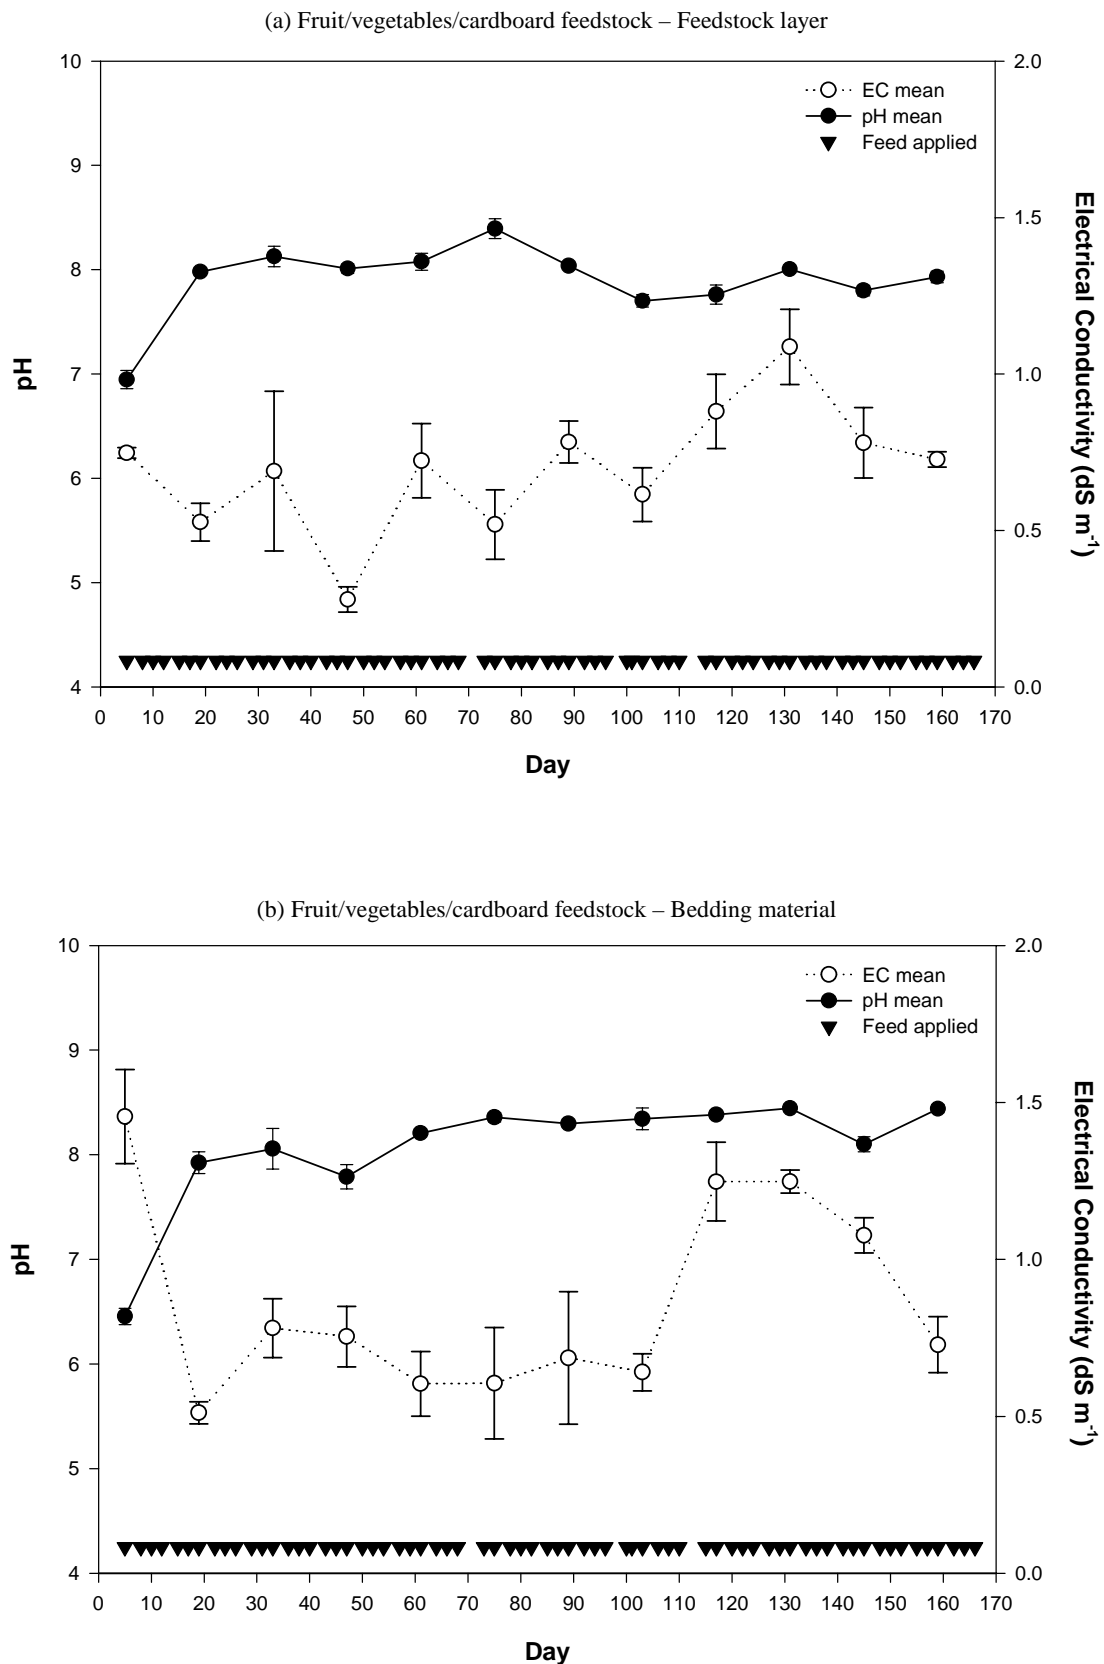 (a) Fruit/vegetables/cardboard feedstock – Feedstock layer
10
9
8
7
6
5
4
pH
2.0
1.5
1.0
0.5
0.0
Electrical Conductivity (dS m⁻¹)
EC mean
pH mean
Feed applied
0 10 20 30 40 50 60 70 80 90 100 110 120 130 140 150 160 170
Day
(b) Fruit/vegetables/cardboard feedstock – Bedding material
10
9
8
7
6
5
4
pH
2.0
1.5
1.0
0.5
0.0
Electrical Conductivity (dS m⁻¹)
EC mean
pH mean
Feed applied
0 10 20 30 40 50 60 70 80 90 100 110 120 130 140 150 160 170
Day